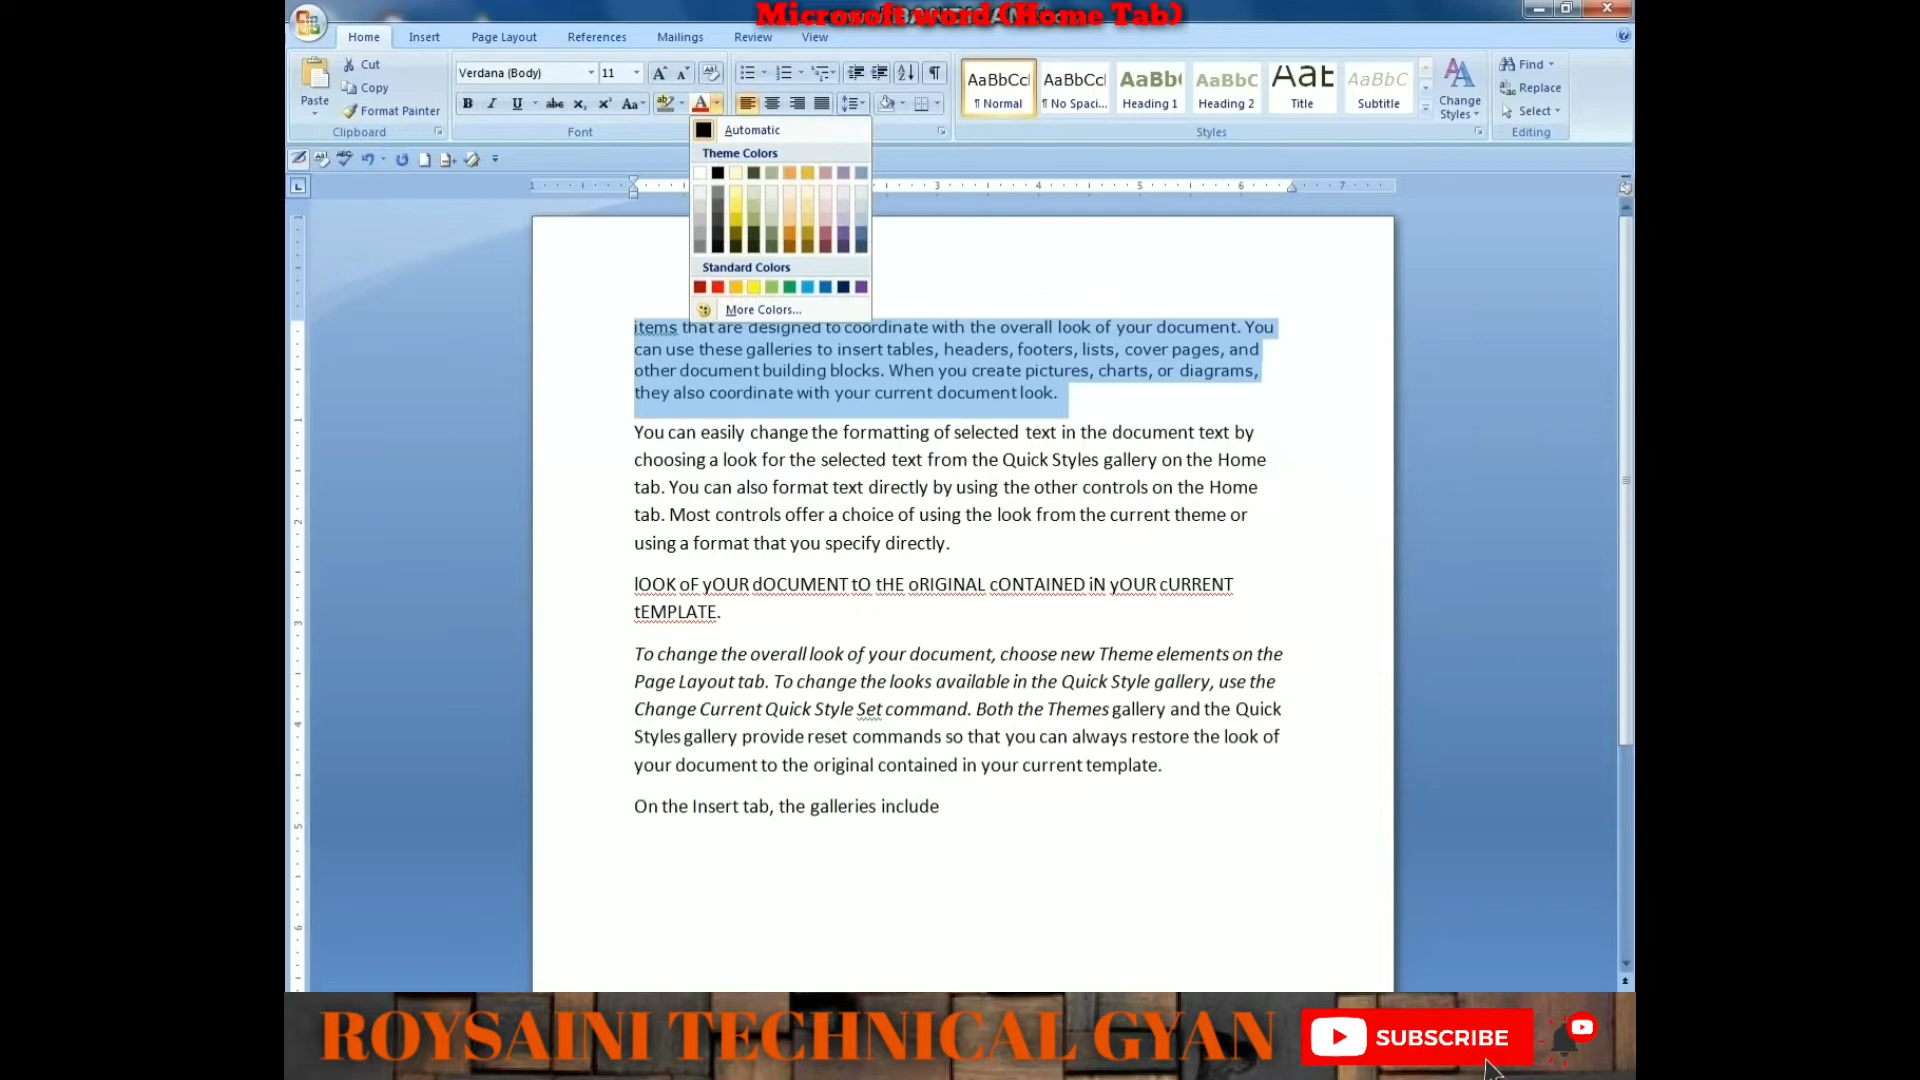 Microsoft word (Home Tab)
Home Insert Page Layout References Mailings Review View
Cut
Copy
Format Painter
Paste
Clipboard
Verdana (Body) 11
Font
AaBbCcI AaBbCcI AaBbC AaBbC Aat AaBbC
¶ Normal ¶ No Spaci... Heading 1 Heading 2 Title Subtitle
Change
Styles
Styles
Find
Replace
Select
Editing
Automatic
Theme Colors
Standard Colors
More Colors...
items that are designed to coordinate with the overall look of your document. You
can use these galleries to insert tables, headers, footers, lists, cover pages, and
other document building blocks. When you create pictures, charts, or diagrams,
they also coordinate with your current document look.
You can easily change the formatting of selected text in the document text by
choosing a look for the selected text from the Quick Styles gallery on the Home
tab. You can also format text directly by using the other controls on the Home
tab. Most controls offer a choice of using the look from the current theme or
using a format that you specify directly.
lOOK oF yOUR dOCUMENT tO tHE oRIGINAL cONTAINED iN yOUR cURRENT
tEMPLATE.
To change the overall look of your document, choose new Theme elements on the
Page Layout tab. To change the looks available in the Quick Style gallery, use the
Change Current Quick Style Set command. Both the Themes gallery and the Quick
Styles gallery provide reset commands so that you can always restore the look of
your document to the original contained in your current template.
On the Insert tab, the galleries include
ROYSAINI TECHNICAL GYAN
SUBSCRIBE